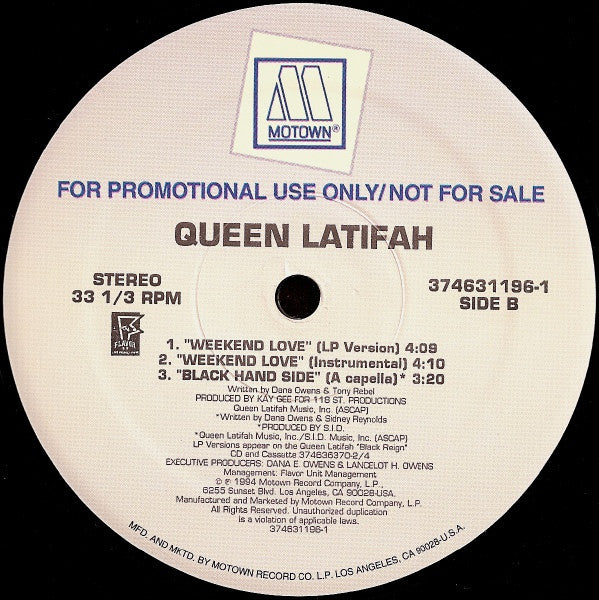 MOTOWN®
FOR PROMOTIONAL USE ONLY/NOT FOR SALE
QUEEN LATIFAH
STEREO
33 1/3 RPM
374631196-1
SIDE B
FLAVOR
1. "WEEKEND LOVE" (LP Version) 4:09
2. "WEEKEND LOVE" (Instrumental) 4:10
3. "BLACK HAND SIDE" (A capella)* 3:20
Written by Dana Owens & Tony Rebel
PRODUCED BY KAY GEE FOR 118 ST. PRODUCTIONS
Queen Latifah Music, Inc. (ASCAP)
*Written by Dana Owens & Sidney Reynolds
*PRODUCED BY S.I.D.
*Queen Latifah Music, Inc./S.I.D. Music, Inc. (ASCAP)
LP Versions appear on the Queen Latifah "Black Reign"
CD and Cassette 374636370-2/4
EXECUTIVE PRODUCERS: DANA E. OWENS & LANCELOT H. OWENS
Management: Flavor Unit Management
© ℗ 1994 Motown Record Company, L.P.,
6255 Sunset Blvd. Los Angeles, CA 90028-USA.
Manufactured and Marketed by Motown Record Company, L.P.
All Rights Reserved. Unauthorized duplication
is a violation of applicable laws.
374631196-1
MFD. AND MKTD. BY MOTOWN RECORD CO. L.P. LOS ANGELES, CA 90028-U.S.A.